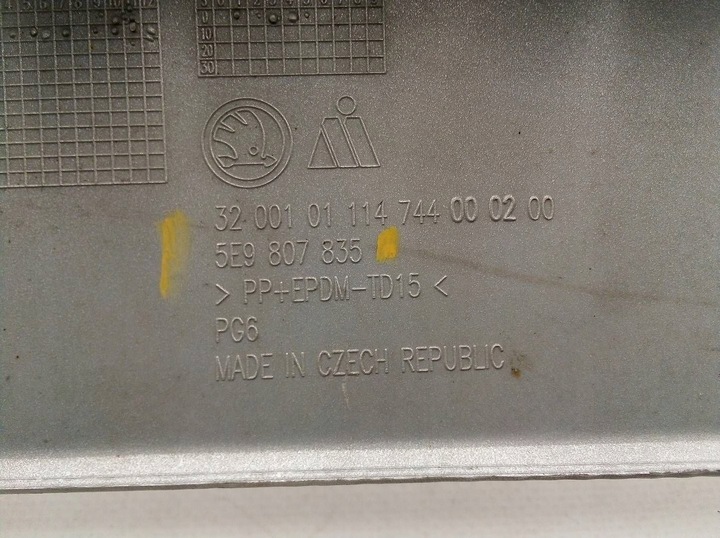 32 001 01 114 744 00 02 00
5E9 807 835
> PP+EPDM-TD15 <
PG6
MADE IN CZECH REPUBLIC